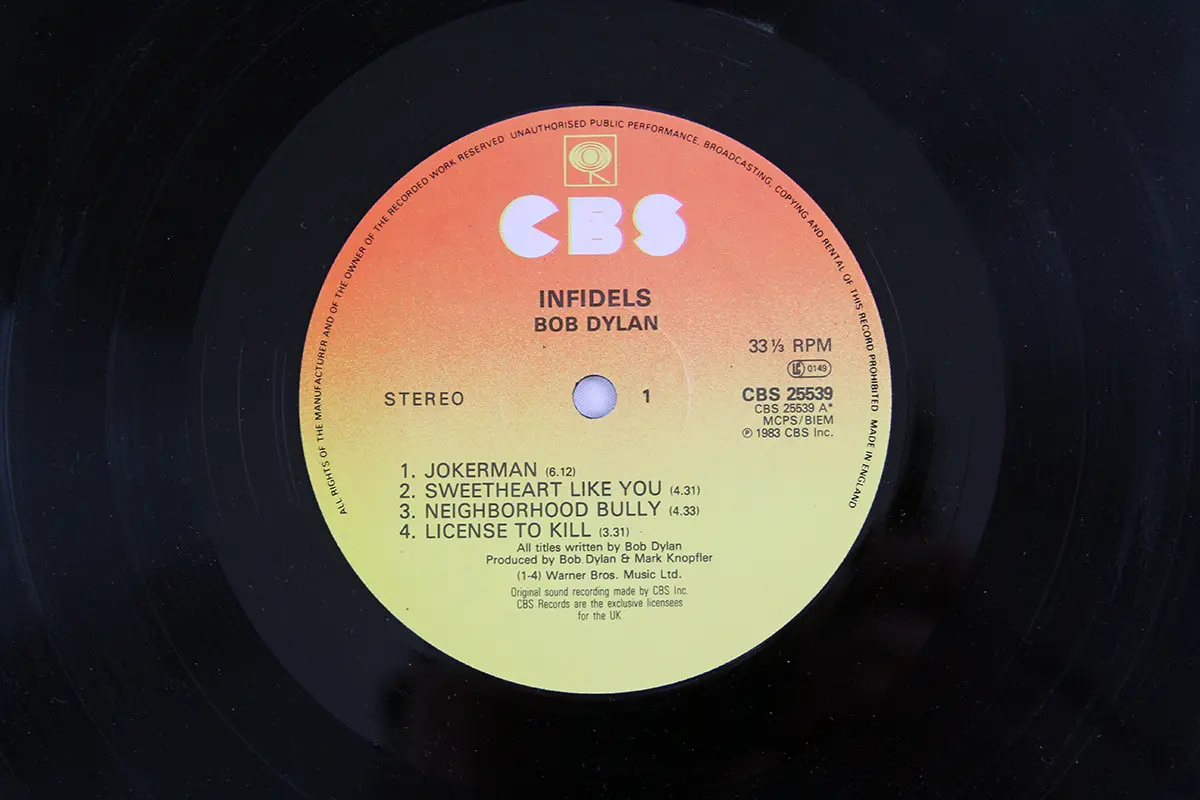 ALL RIGHTS OF THE MANUFACTURER AND OF THE OWNER OF THE RECORDED WORK RESERVED UNAUTHORISED PUBLIC PERFORMANCE, BROADCASTING, COPYING AND RENTAL OF THIS RECORD PROHIBITED MADE IN ENGLAND
CBS
INFIDELS
BOB DYLAN
33 ⅓ RPM
LC 0149
STEREO
1
CBS 25539
CBS 25539 A*
MCPS/BIEM
℗ 1983 CBS Inc.
1. JOKERMAN (6.12)
2. SWEETHEART LIKE YOU (4.31)
3. NEIGHBORHOOD BULLY (4.33)
4. LICENSE TO KILL (3.31)
All titles written by Bob Dylan
Produced by Bob Dylan & Mark Knopfler
(1-4) Warner Bros. Music Ltd.
Original sound recording made by CBS Inc.
CBS Records are the exclusive licensees
for the UK